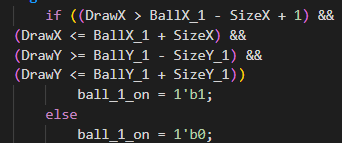 if ((DrawX > BallX_1 - SizeX + 1) &&
(DrawX <= BallX_1 + SizeX) &&
(DrawY >= BallY_1 - SizeY_1) &&
(DrawY <= BallY_1 + SizeY_1))
ball_1_on = 1'b1;
else
ball_1_on = 1'b0;